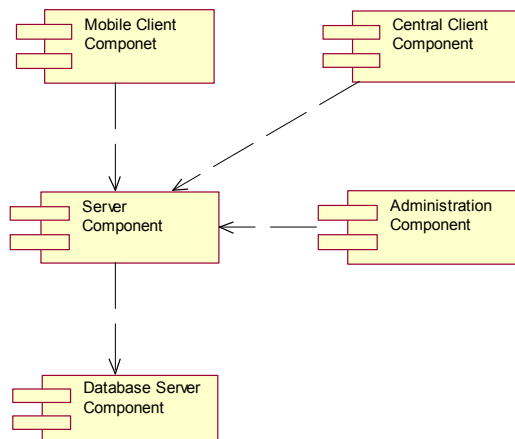 Mobile Client
Componet
Central Client
Component
Server
Component
Administration
Component
Database Server
Component